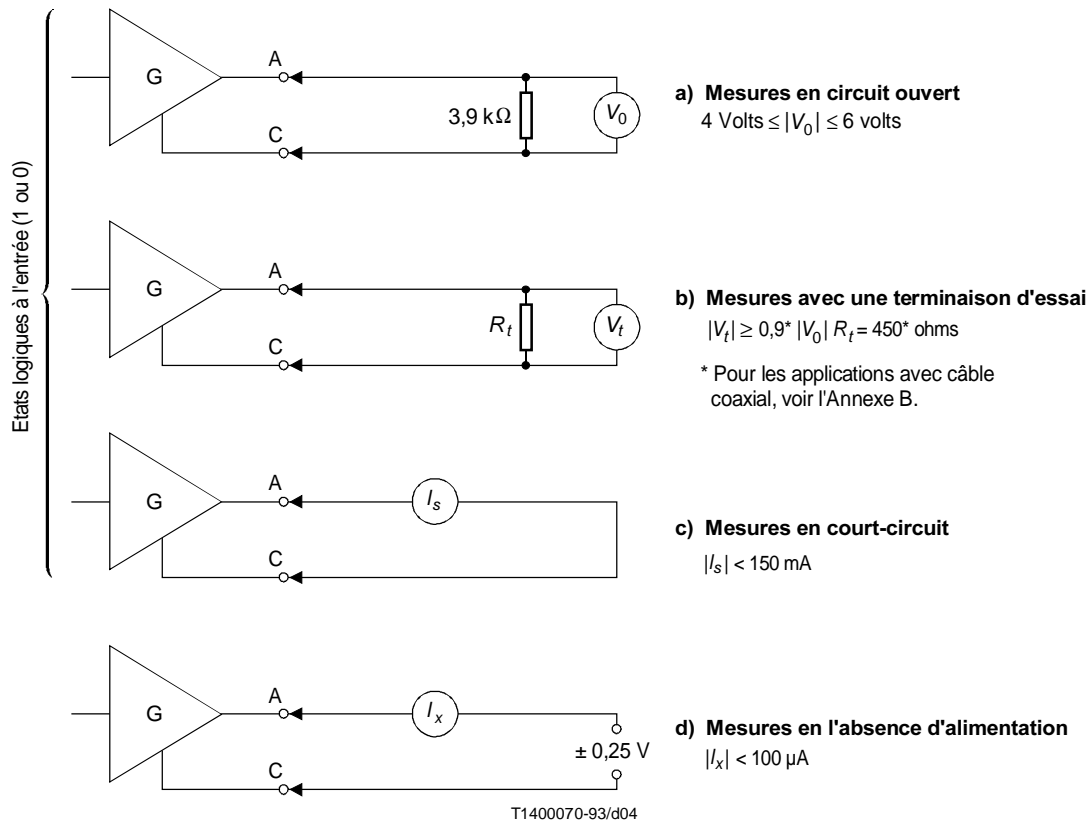 Etats logiques à l'entrée (1 ou 0)
G
A
C
3,9 kΩ
V0
a) Mesures en circuit ouvert
4 Volts ≤ |V0| ≤ 6 volts
G
A
C
Rt
Vt
b) Mesures avec une terminaison d'essai
|Vt| ≥ 0,9* |V0| Rt = 450* ohms
* Pour les applications avec câble
coaxial, voir l'Annexe B.
G
A
C
Is
c) Mesures en court-circuit
|Is| < 150 mA
G
A
C
Ix
± 0,25 V
d) Mesures en l'absence d'alimentation
|Ix| < 100 µA
T1400070-93/d04